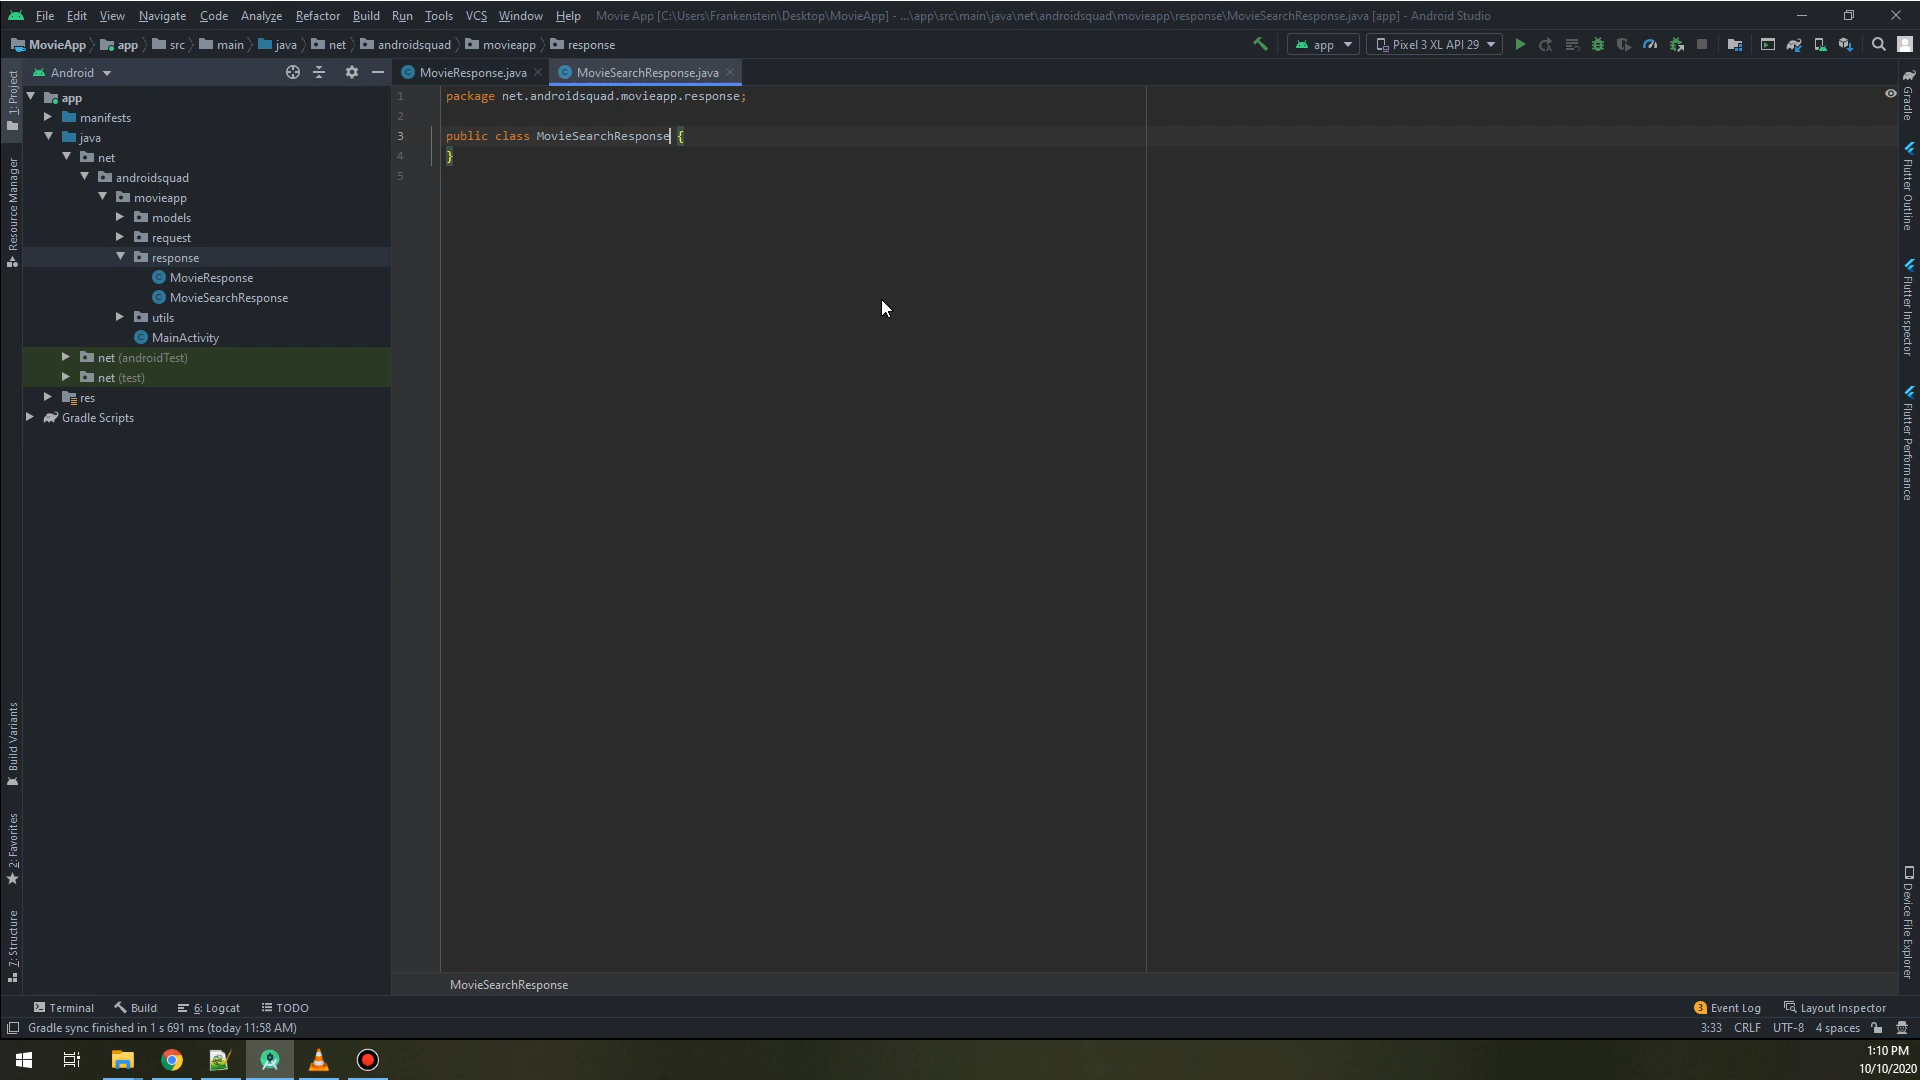 File Edit View Navigate Code Analyze Refactor Build Run Tools VCS Window Help Movie App [C:\Users\Frankenstein\Desktop\MovieApp] - ...\app\src\main\java\net\androidsquad\movieapp\response\MovieSearchResponse.java [app] - Android Studio
MovieApp app src main java net androidsquad movieapp response app Pixel 3 XL API 29
Android MovieResponse.java MovieSearchResponse.java
app
manifests
java
net
androidsquad
movieapp
models
request
response
MovieResponse
MovieSearchResponse
utils
MainActivity
net (androidTest)
net (test)
res
Gradle Scripts
1 package net.androidsquad.movieapp.response;
2
3 public class MovieSearchResponse {
4 }
5
1: Project
Resource Manager
Build Variants
2: Favorites
7: Structure
Gradle
Flutter Outline
Flutter Inspector
Flutter Performance
Device File Explorer
MovieSearchResponse
Terminal Build 6: Logcat TODO 3 Event Log Layout Inspector
Gradle sync finished in 1 s 691 ms (today 11:58 AM) 3:33 CRLF UTF-8 4 spaces
1:10 PM
10/10/2020